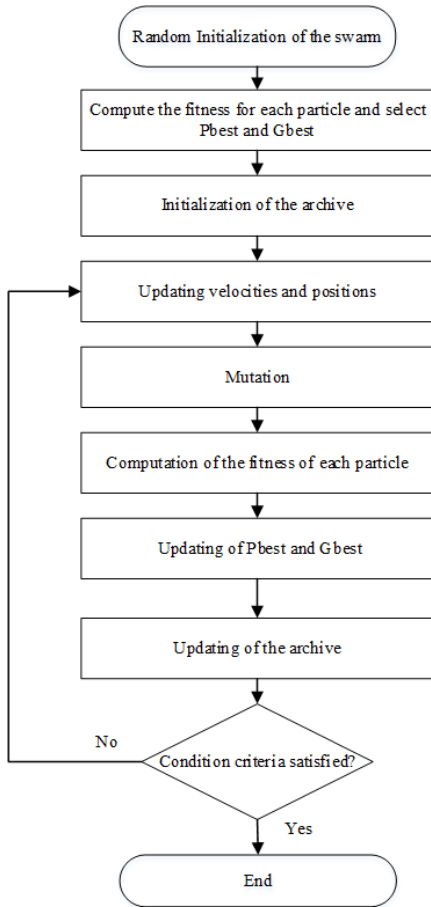 Random Initialization of the swarm
Compute the fitness for each particle and select
Pbest and Gbest
Initialization of the archive
Updating velocities and positions
Mutation
Computation of the fitness of each particle
Updating of Pbest and Gbest
Updating of the archive
No
Condition criteria satisfied?
Yes
End